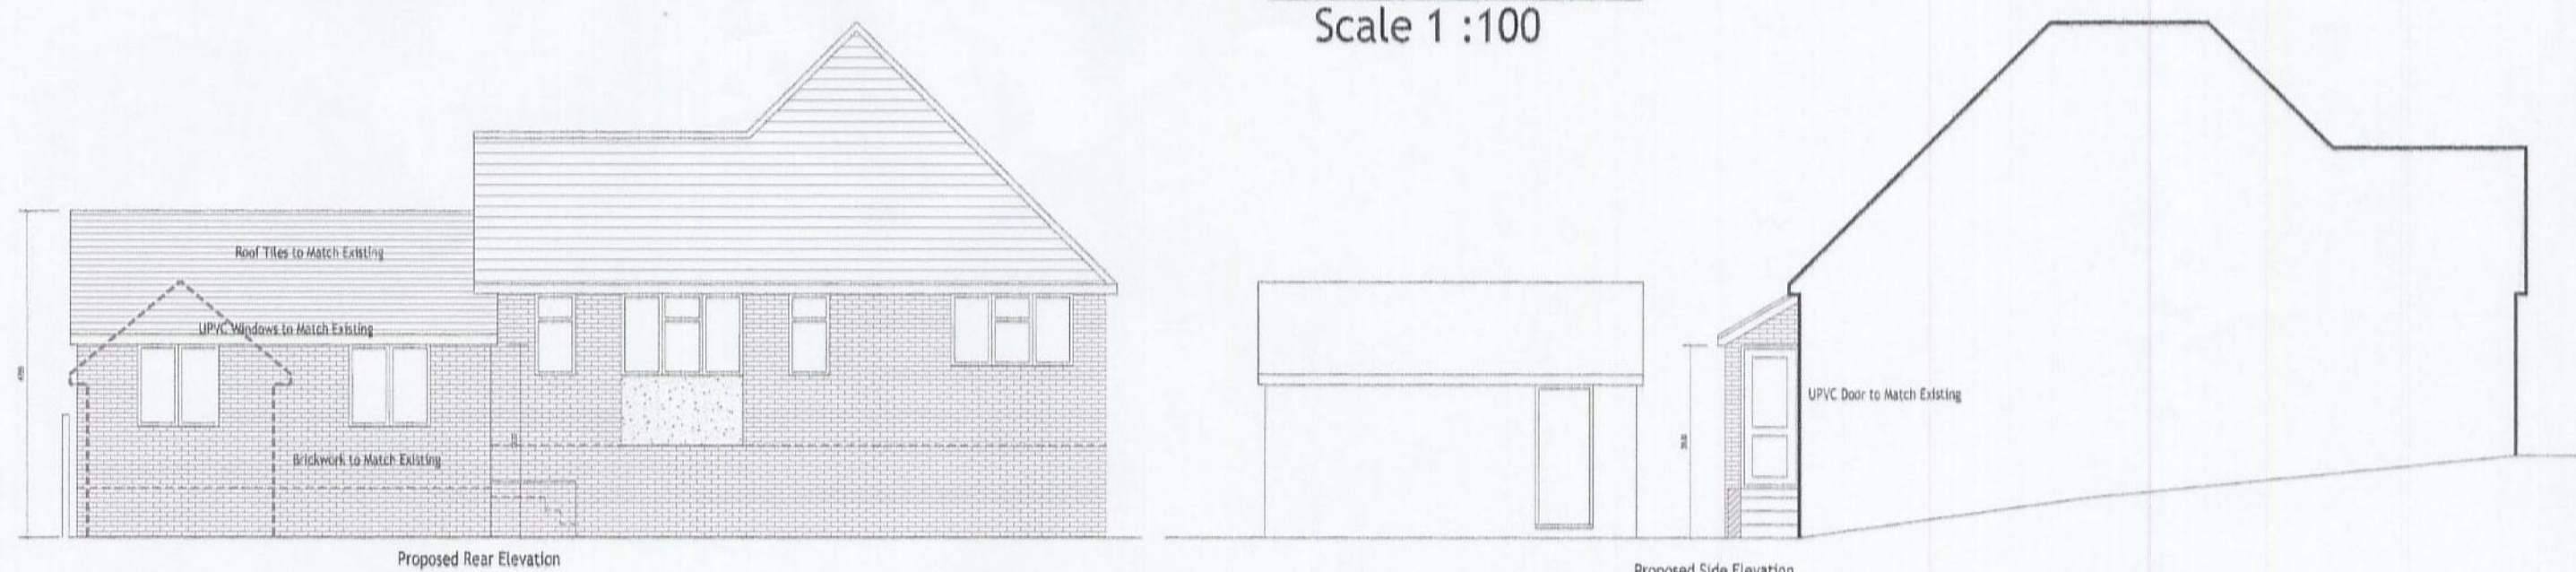 Scale 1 :100
Roof Tiles to Match Existing
UPVC Windows to Match Existing
Brickwork to Match Existing
UPVC Door to Match Existing
Proposed Rear Elevation
Proposed Side Elevation